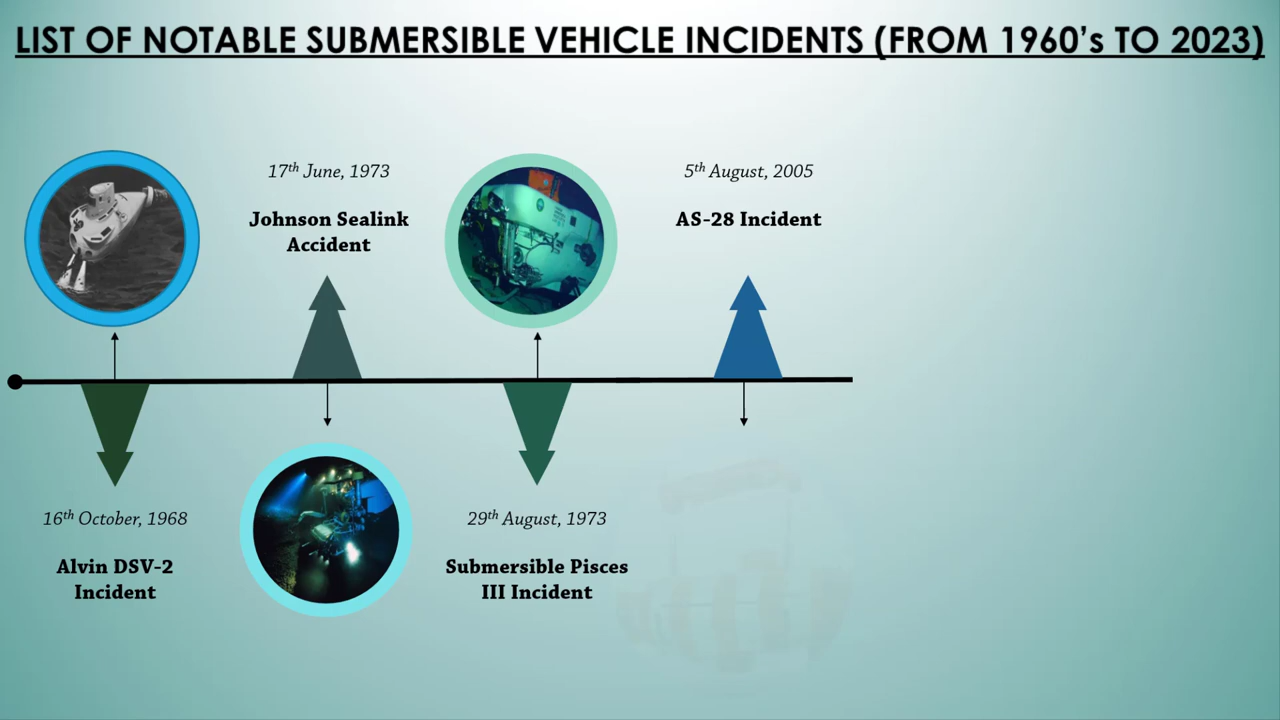 LIST OF NOTABLE SUBMERSIBLE VEHICLE INCIDENTS (FROM 1960’s TO 2023)
17th June, 1973
Johnson Sealink
Accident
5th August, 2005
AS-28 Incident
16th October, 1968
Alvin DSV-2
Incident
29th August, 1973
Submersible Pisces
III Incident